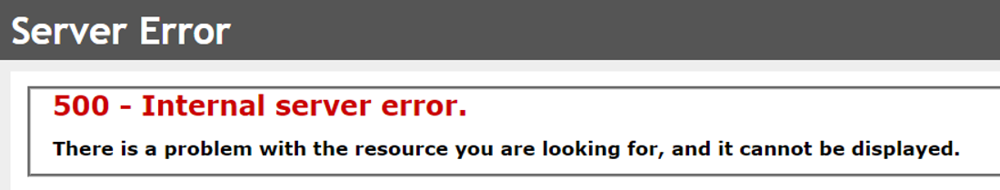 Server Error
500 - Internal server error.
There is a problem with the resource you are looking for, and it cannot be displayed.